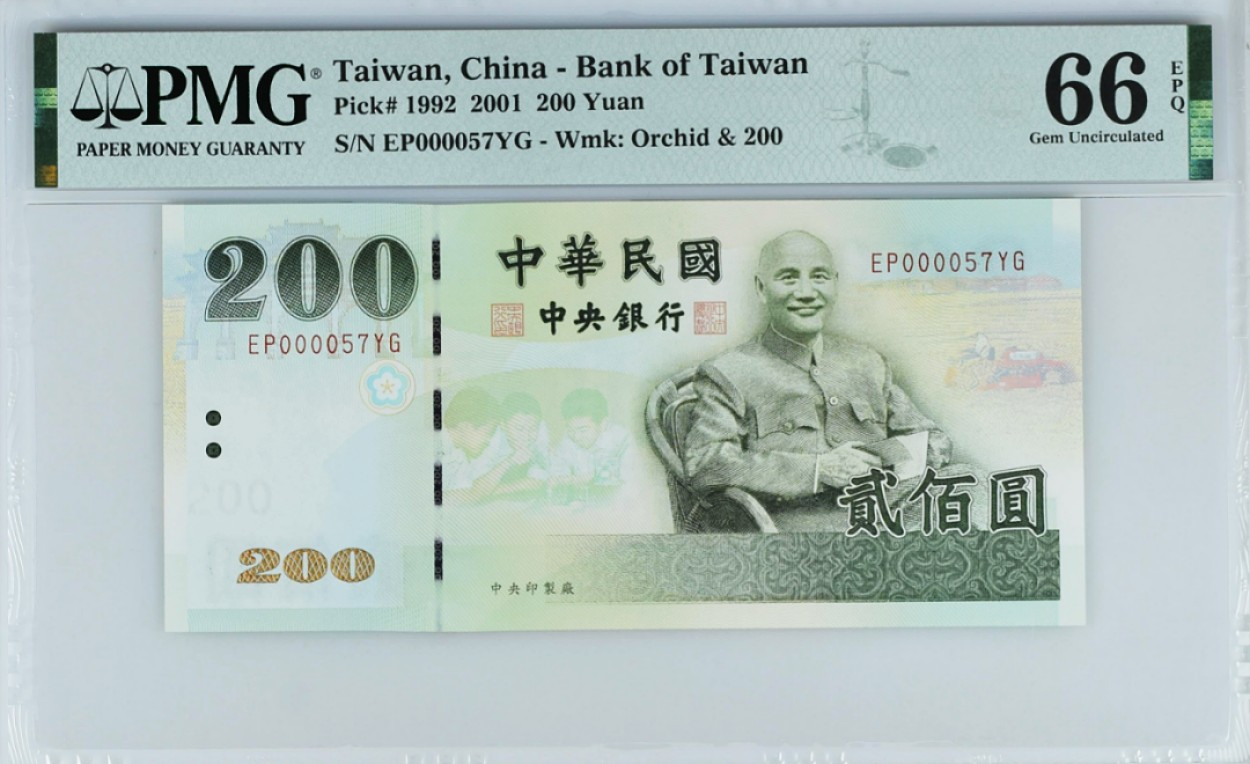 PMG®
PAPER MONEY GUARANTY
Taiwan, China - Bank of Taiwan
Pick# 1992 2001 200 Yuan
S/N EP000057YG - Wmk: Orchid & 200
66
EPQ
Gem Uncirculated
200
中華民國
EP000057YG
中央銀行
EP000057YG
貳佰圓
200
200
中央印製廠